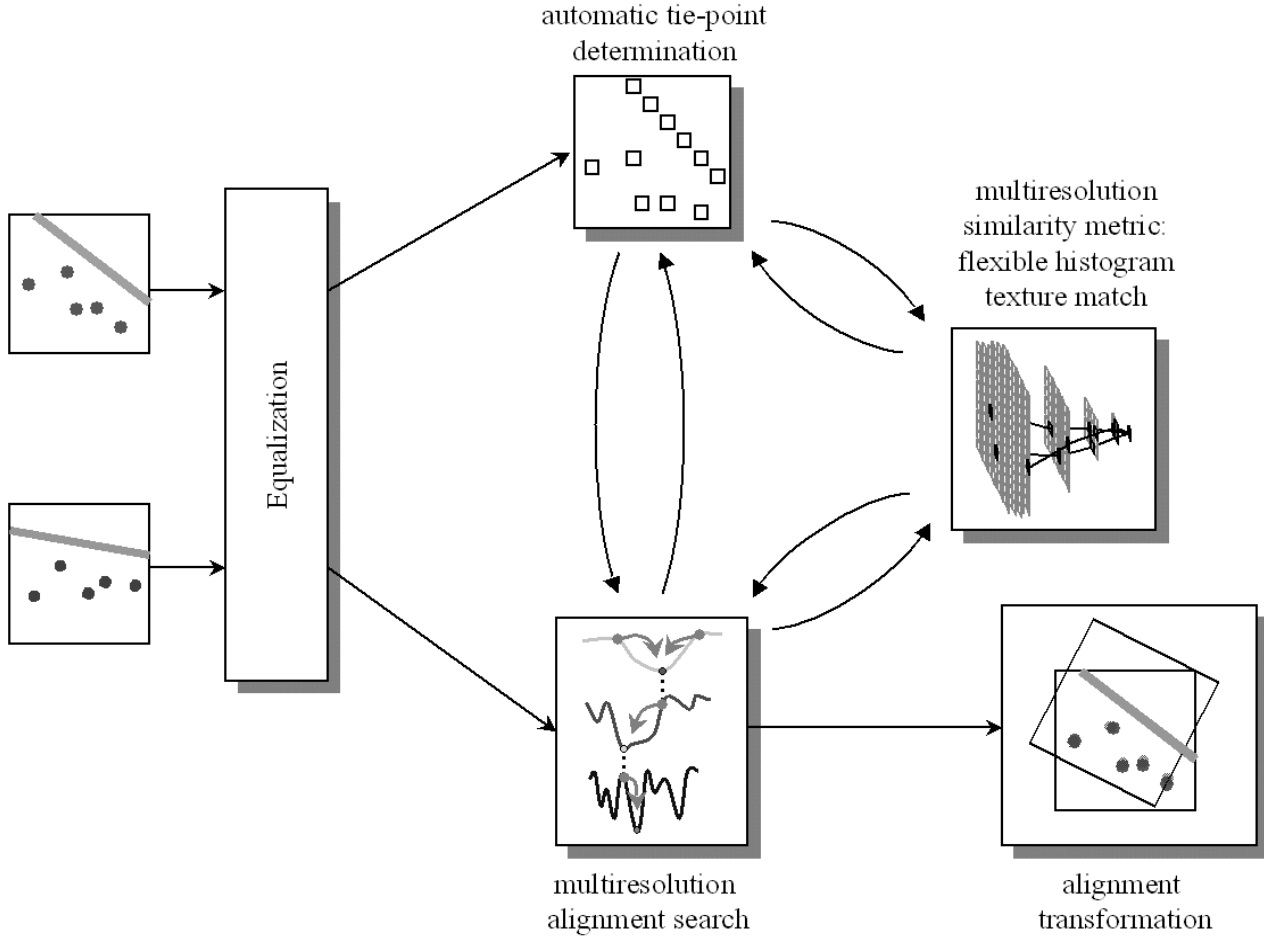 automatic tie-point
determination
multiresolution
similarity metric:
flexible histogram
texture match
Equalization
multiresolution
alignment search
alignment
transformation